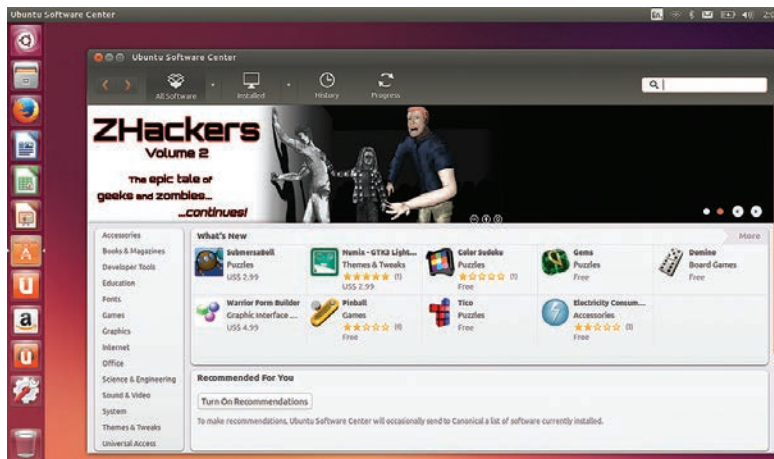 Ubuntu Software Center
Ubuntu Software Center
All Software
Installed
History
Progress
ZHackers
Volume 2
The epic tale of
geeks and zombies...
...continues!
Accessories
Books & Magazines
Developer Tools
Education
Fonts
Games
Graphics
Internet
Office
Science & Engineering
Sound & Video
System
Themes & Tweaks
Universal Access
What's New
More
SubmersaBell
Puzzles
US$ 2.99
Numix - GTK3 Light...
Themes & Tweaks
(1)
US$ 2.99
Color Sudoku
Puzzles
(1)
Free
Gems
Puzzles
Free
Domino
Board Games
Free
Warrior Form Builder
Graphic Interface ...
US$ 4.99
Pinball
Games
Free
Tico
Puzzles
Free
Electricity Consum...
Accessories
Free
Recommended For You
Turn On Recommendations
To make recommendations, Ubuntu Software Center will occasionally send to Canonical a list of software currently installed.